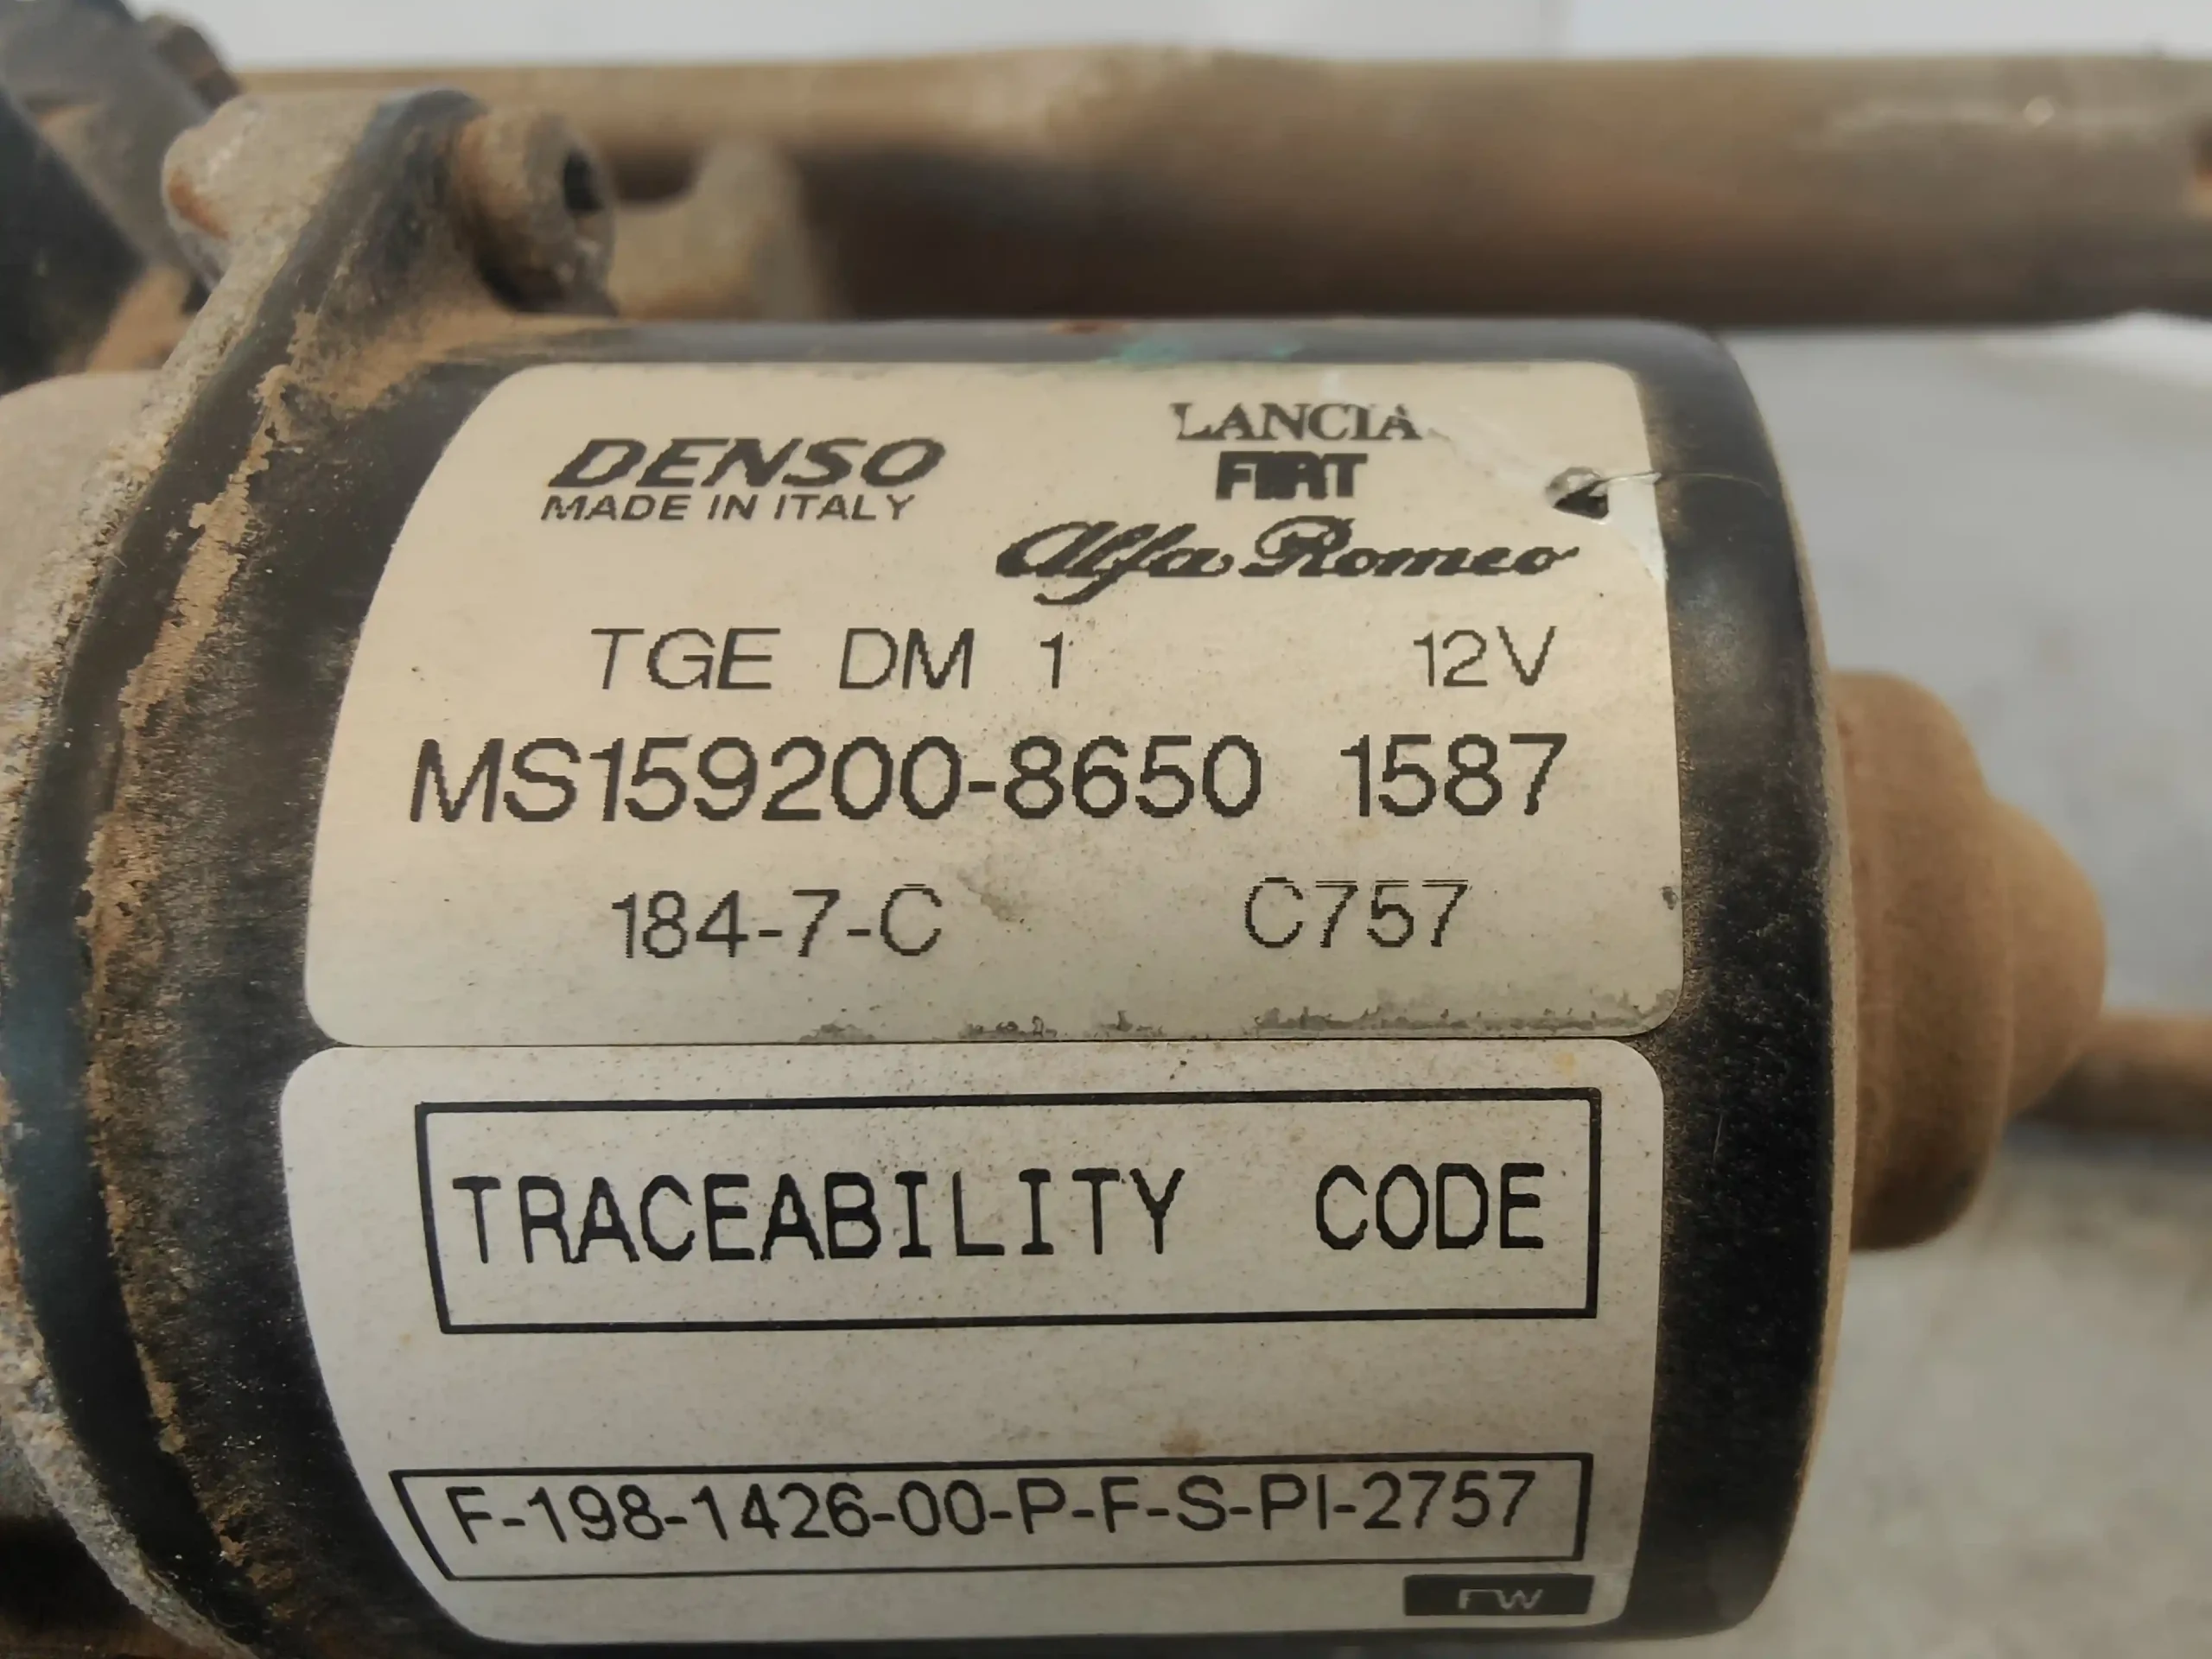 DENSO
MADE IN ITALY
LANCIA
FIAT
Alfa Romeo
TGE DM 1 12V
MS159200-8650 1587
184-7-C C757
TRACEABILITY CODE
F-198-1426-00-P-F-S-PI-2757